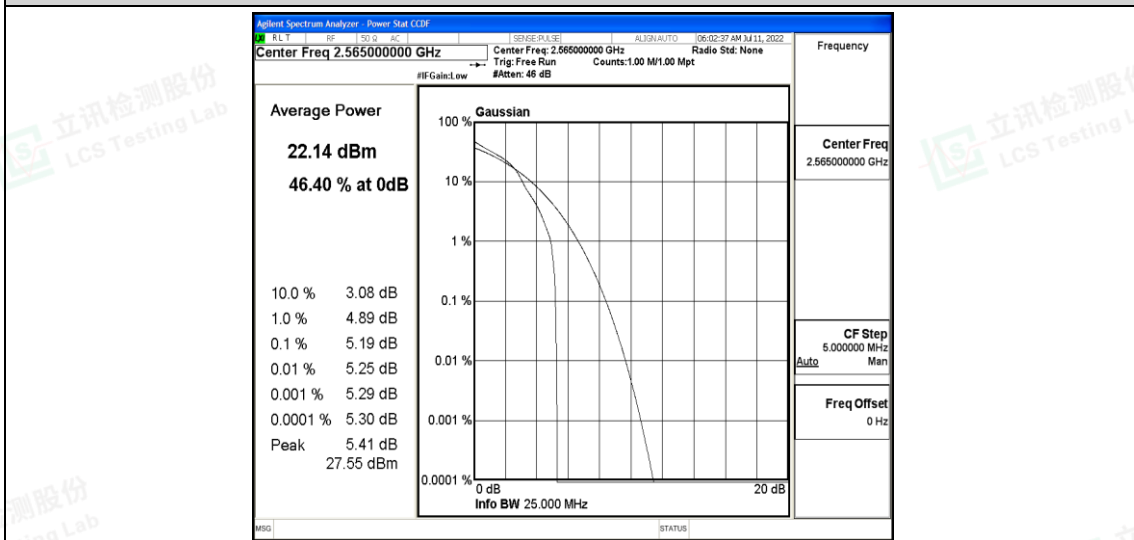 Agilent Spectrum Analyzer - Power Stat CCDF
RLT RF 50 Ω AC SENSE:PULSE ALIGNAUTO 06:02:37 AM Jul 11, 2022
Center Freq 2.565000000 GHz
Center Freq: 2.565000000 GHz Radio Std: None
Trig: Free Run Counts:1.00 M/1.00 Mpt
#IFGain:Low #Atten: 46 dB
Frequency
Average Power
22.14 dBm
46.40 % at 0dB
10.0 % 3.08 dB
1.0 % 4.89 dB
0.1 % 5.19 dB
0.01 % 5.25 dB
0.001 % 5.29 dB
0.0001 % 5.30 dB
Peak 5.41 dB
27.55 dBm
Gaussian
100 %
10 %
1 %
0.1 %
0.01 %
0.001 %
0.0001 %
0 dB 20 dB
Info BW 25.000 MHz
Center Freq
2.565000000 GHz
CF Step
5.000000 MHz
Auto Man
Freq Offset
0 Hz
MSG STATUS
立讯检测股份
LCS Testing Lab
立讯检测股份
LCS Testing L
测股份
ing Lab
立